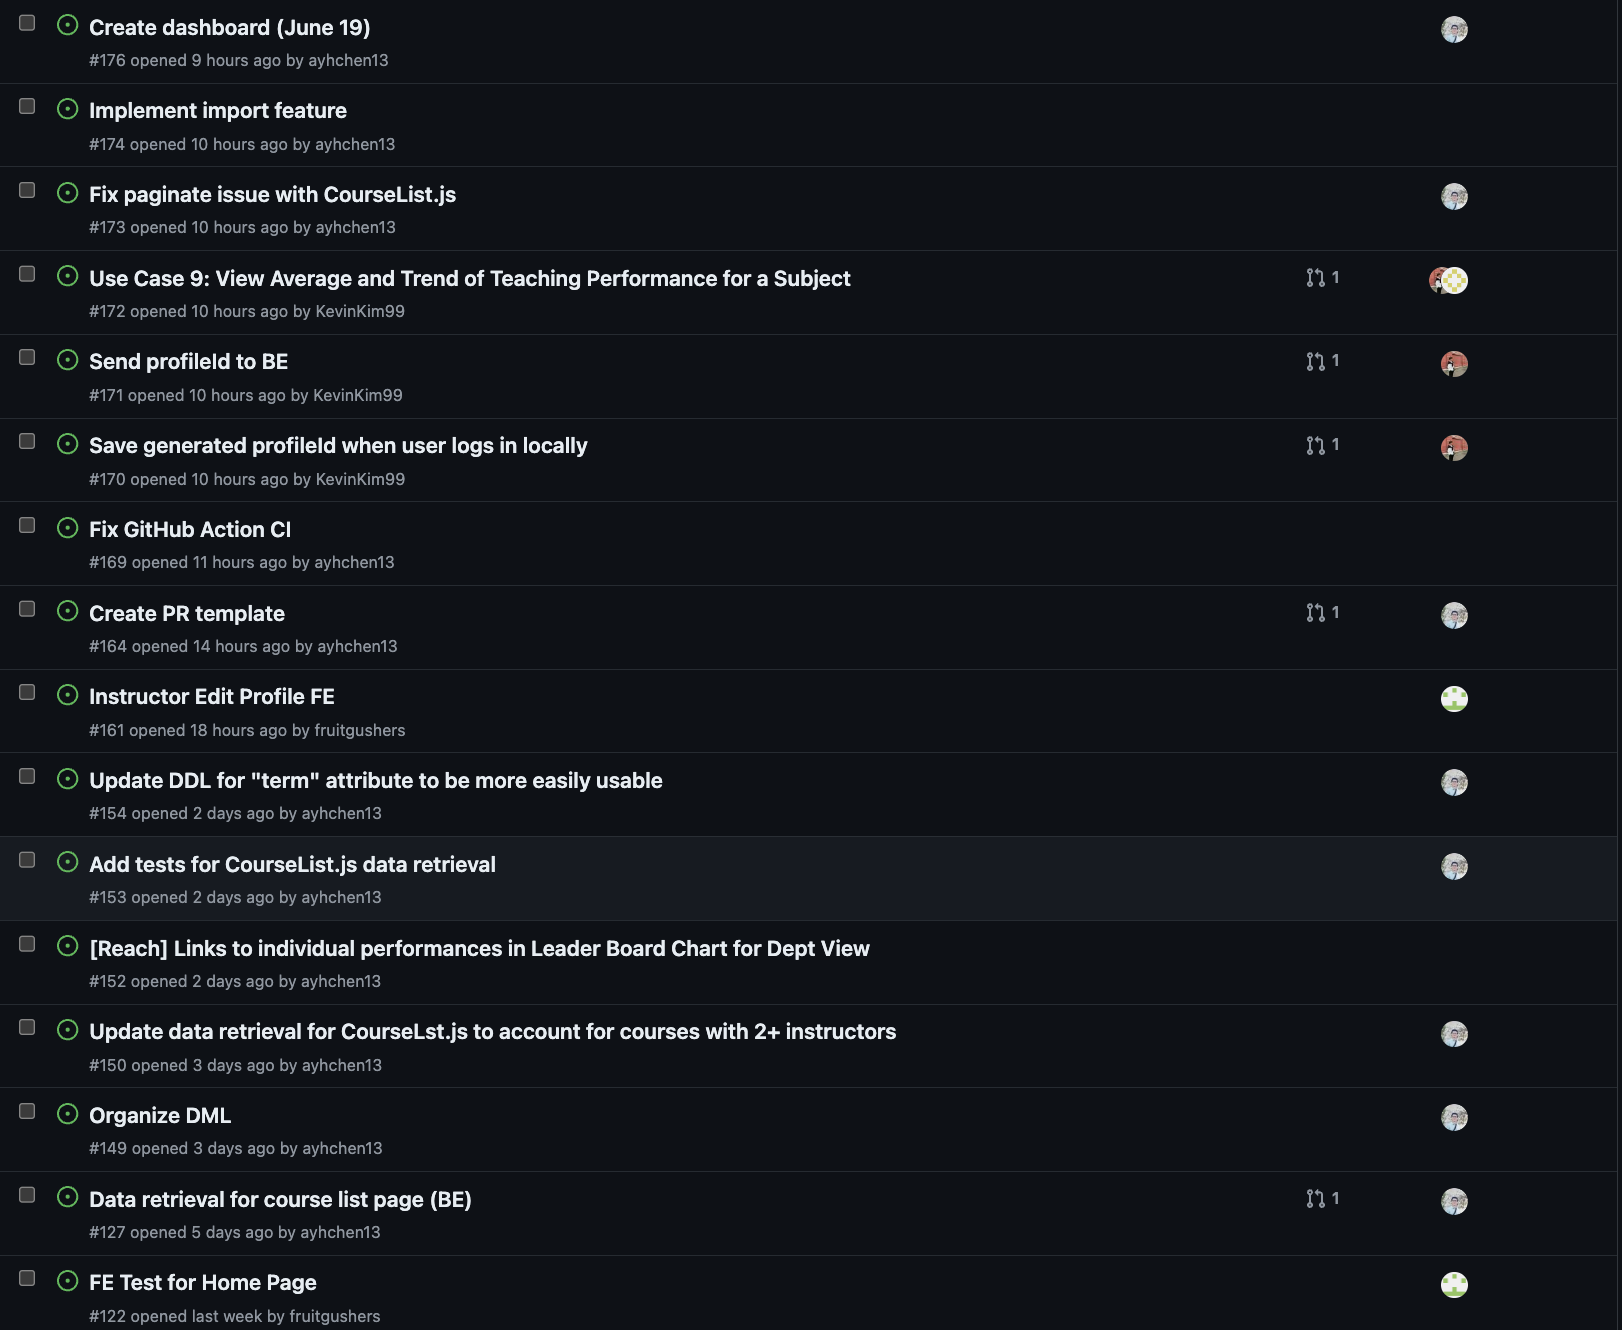 Create dashboard (June 19)
#176 opened 9 hours ago by ayhchen13
Implement import feature
#174 opened 10 hours ago by ayhchen13
Fix paginate issue with CourseList.js
#173 opened 10 hours ago by ayhchen13
Use Case 9: View Average and Trend of Teaching Performance for a Subject
1
#172 opened 10 hours ago by KevinKim99
Send profileId to BE
1
#171 opened 10 hours ago by KevinKim99
Save generated profileId when user logs in locally
1
#170 opened 10 hours ago by KevinKim99
Fix GitHub Action CI
#169 opened 11 hours ago by ayhchen13
Create PR template
1
#164 opened 14 hours ago by ayhchen13
Instructor Edit Profile FE
#161 opened 18 hours ago by fruitgushers
Update DDL for "term" attribute to be more easily usable
#154 opened 2 days ago by ayhchen13
Add tests for CourseList.js data retrieval
#153 opened 2 days ago by ayhchen13
[Reach] Links to individual performances in Leader Board Chart for Dept View
#152 opened 2 days ago by ayhchen13
Update data retrieval for CourseLst.js to account for courses with 2+ instructors
#150 opened 3 days ago by ayhchen13
Organize DML
#149 opened 3 days ago by ayhchen13
Data retrieval for course list page (BE)
1
#127 opened 5 days ago by ayhchen13
FE Test for Home Page
#122 opened last week by fruitgushers